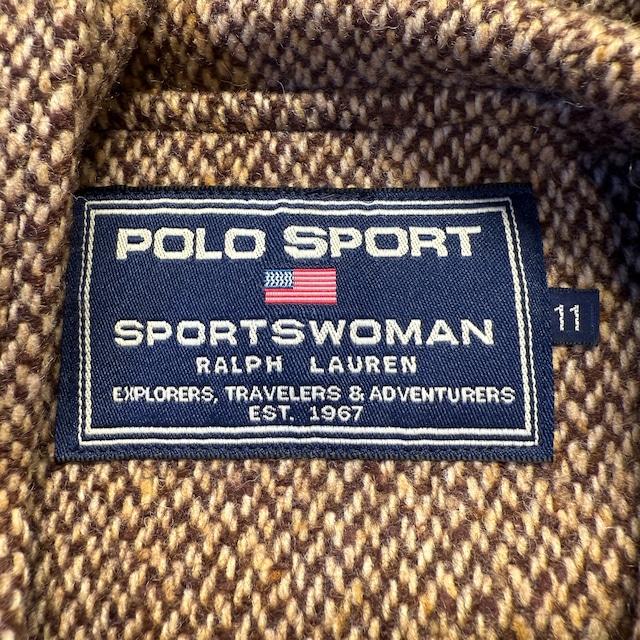 POLO SPORT
SPORTSWOMAN
RALPH LAUREN
EXPLORERS, TRAVELERS & ADVENTURERS
EST. 1967
11